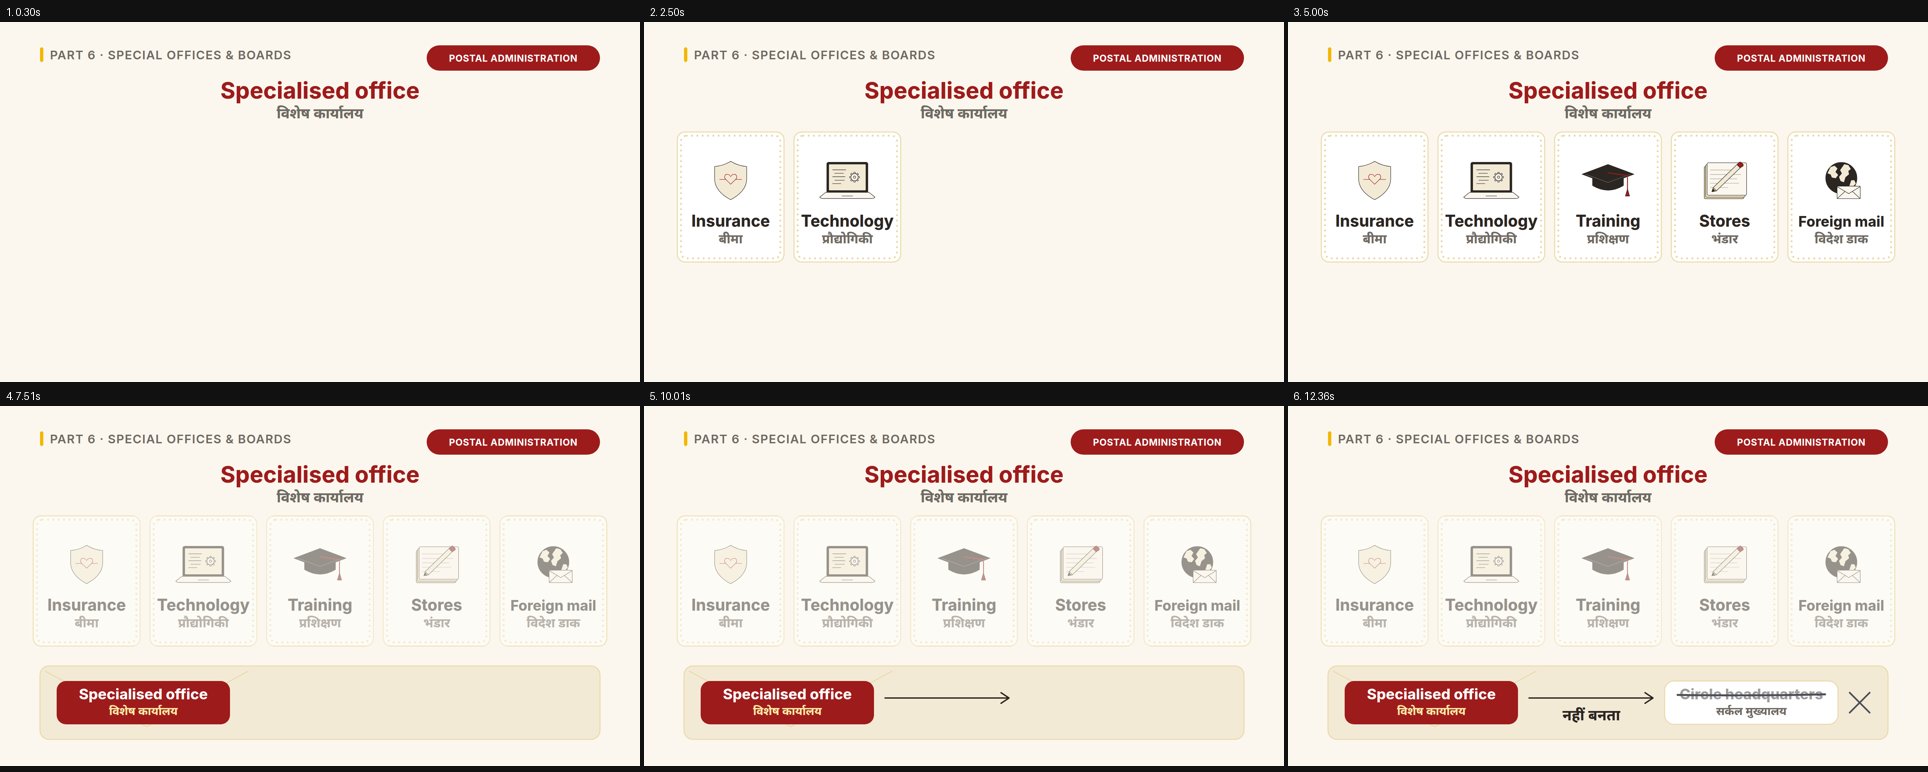 1. 0.30s
PART 6 · SPECIAL OFFICES & BOARDS
POSTAL ADMINISTRATION
Specialised office
विशेष कार्यालय
2. 2.50s
PART 6 · SPECIAL OFFICES & BOARDS
POSTAL ADMINISTRATION
Specialised office
विशेष कार्यालय
Insurance
बीमा
Technology
प्रौद्योगिकी
3. 5.00s
PART 6 · SPECIAL OFFICES & BOARDS
POSTAL ADMINISTRATION
Specialised office
विशेष कार्यालय
Insurance
बीमा
Technology
प्रौद्योगिकी
Training
प्रशिक्षण
Stores
भंडार
Foreign mail
विदेश डाक
4. 7.51s
PART 6 · SPECIAL OFFICES & BOARDS
POSTAL ADMINISTRATION
Specialised office
विशेष कार्यालय
Insurance
बीमा
Technology
प्रौद्योगिकी
Training
प्रशिक्षण
Stores
भंडार
Foreign mail
विदेश डाक
Specialised office
विशेष कार्यालय
5. 10.01s
PART 6 · SPECIAL OFFICES & BOARDS
POSTAL ADMINISTRATION
Specialised office
विशेष कार्यालय
Insurance
बीमा
Technology
प्रौद्योगिकी
Training
प्रशिक्षण
Stores
भंडार
Foreign mail
विदेश डाक
Specialised office
विशेष कार्यालय
6. 12.36s
PART 6 · SPECIAL OFFICES & BOARDS
POSTAL ADMINISTRATION
Specialised office
विशेष कार्यालय
Insurance
बीमा
Technology
प्रौद्योगिकी
Training
प्रशिक्षण
Stores
भंडार
Foreign mail
विदेश डाक
Specialised office
विशेष कार्यालय
नहीं बनता
Circle headquarters
सर्कल मुख्यालय